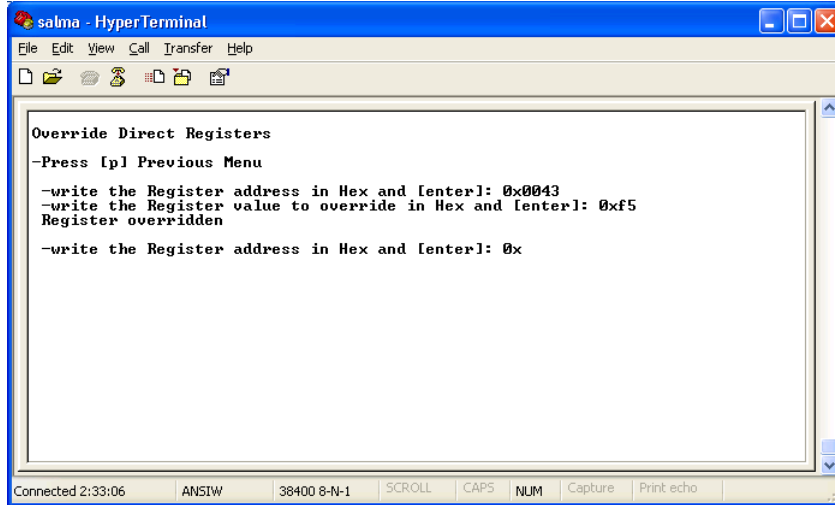 salma - HyperTerminal
File Edit View Call Transfer Help
Override Direct Registers
-Press [p] Previous Menu
-write the Register address in Hex and [enter]: 0x0043
-write the Register value to override in Hex and [enter]: 0xf5
Register overridden
-write the Register address in Hex and [enter]: 0x
Connected 2:33:06 ANSIW 38400 8-N-1 SCROLL CAPS NUM Capture Print echo